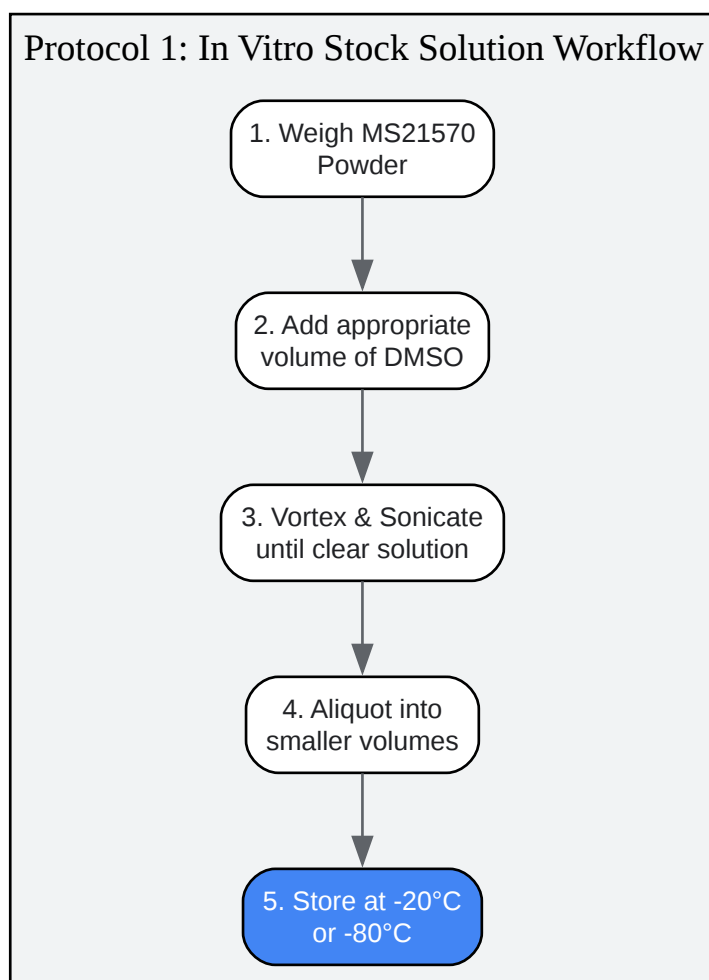 Protocol 1: In Vitro Stock Solution Workflow
1. Weigh MS21570
Powder
2. Add appropriate
volume of DMSO
3. Vortex & Sonicate
until clear solution
4. Aliquot into
smaller volumes
5. Store at -20°C
or -80°C